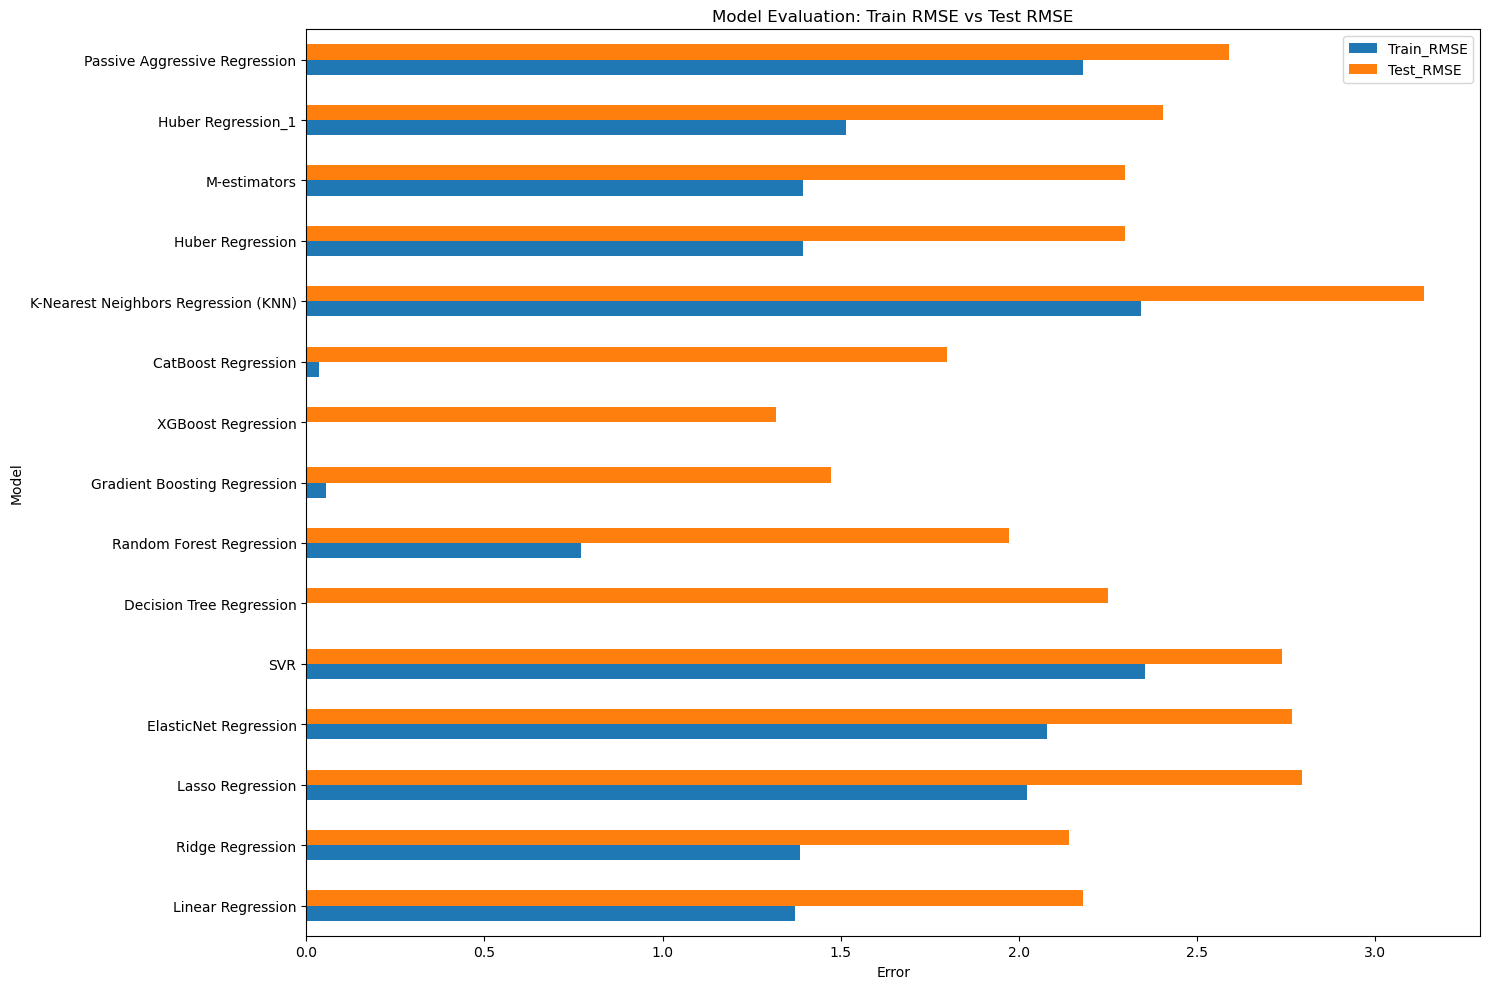 Model Evaluation: Train RMSE vs Test RMSE
Train_RMSE
Test_RMSE
Passive Aggressive Regression
Huber Regression_1
M-estimators
Huber Regression
K-Nearest Neighbors Regression (KNN)
CatBoost Regression
XGBoost Regression
Gradient Boosting Regression
Random Forest Regression
Decision Tree Regression
SVR
ElasticNet Regression
Lasso Regression
Ridge Regression
Linear Regression
Model
0.0 0.5 1.0 1.5 2.0 2.5 3.0
Error